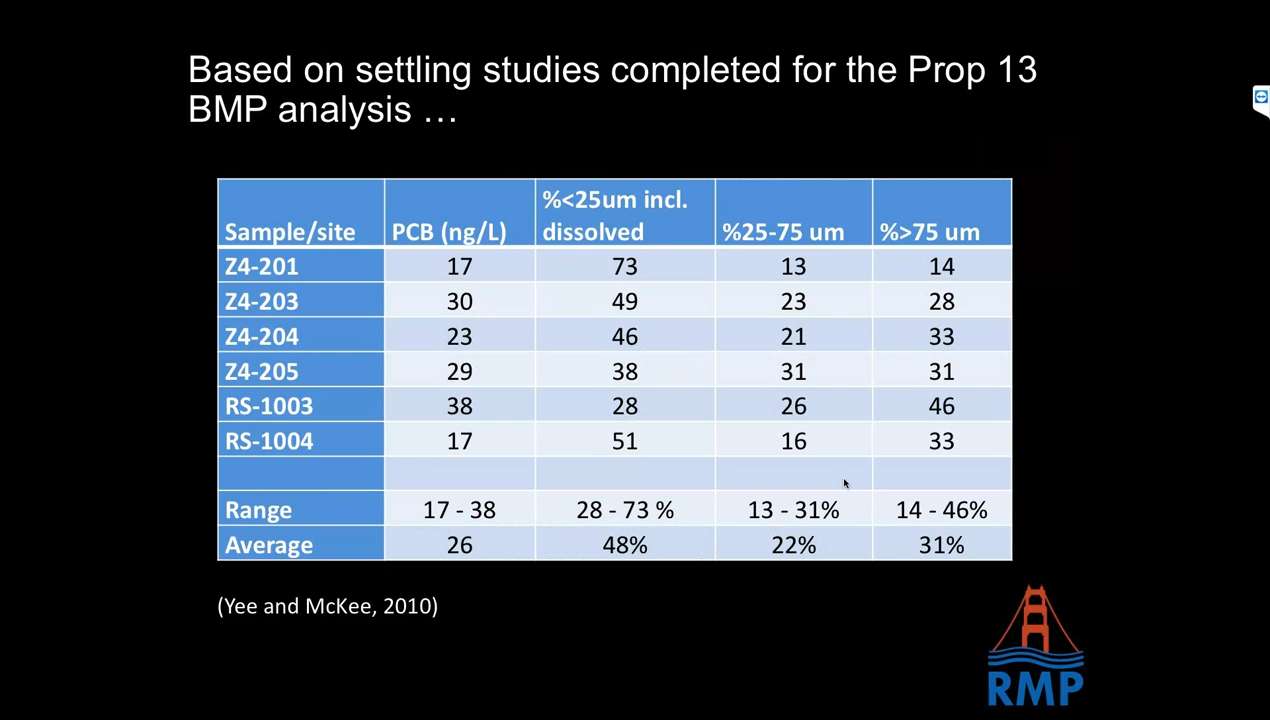 Based on settling studies completed for the Prop 13
BMP analysis …
Sample/site PCB (ng/L) %<25um incl. dissolved %25-75 um %>75 um
Z4-201 17 73 13 14
Z4-203 30 49 23 28
Z4-204 23 46 21 33
Z4-205 29 38 31 31
RS-1003 38 28 26 46
RS-1004 17 51 16 33
Range 17 - 38 28 - 73 % 13 - 31% 14 - 46%
Average 26 48% 22% 31%
(Yee and McKee, 2010)
RMP